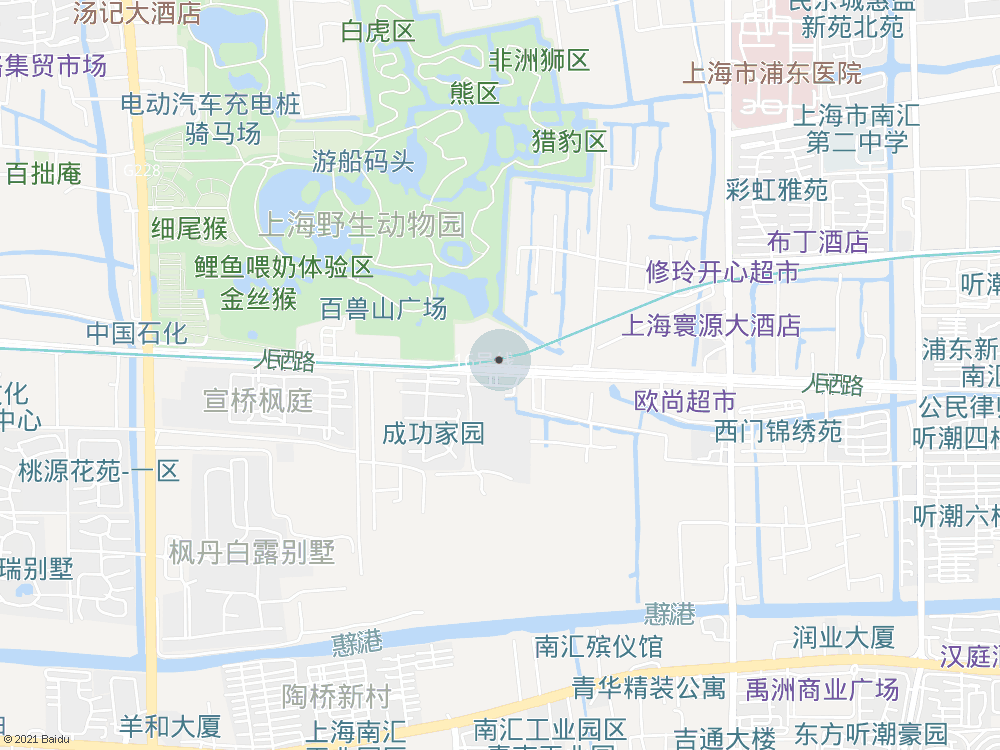 汤记大酒店
民乐城惠益
新苑北苑
白虎区
非洲狮区
集贸市场
上海市浦东医院
熊区
电动汽车充电桩
骑马场
上海市南汇
第二中学
猎豹区
游船码头
百拙庵
G228
彩虹雅苑
细尾猴
上海野生动物园
布丁酒店
鲤鱼喂奶体验区
修玲开心超市
金丝猴
听潮
百兽山广场
中国石化
上海寰源大酒店
人民西路
浦东新
南汇
人民西路
宣桥枫庭
欧尚超市
公民律师
中心
成功家园
西门锦绣苑
听潮四村
桃源花苑-一区
听潮六村
枫丹白露别墅
瑞别墅
惠港
惠港
南汇殡仪馆
润业大厦
汉庭酒
青华精装公寓
禹洲商业广场
陶桥新村
羊和大厦
上海南汇
工业园区
南汇工业园区
吉通大楼
东方听潮豪园
© 2021 Baidu